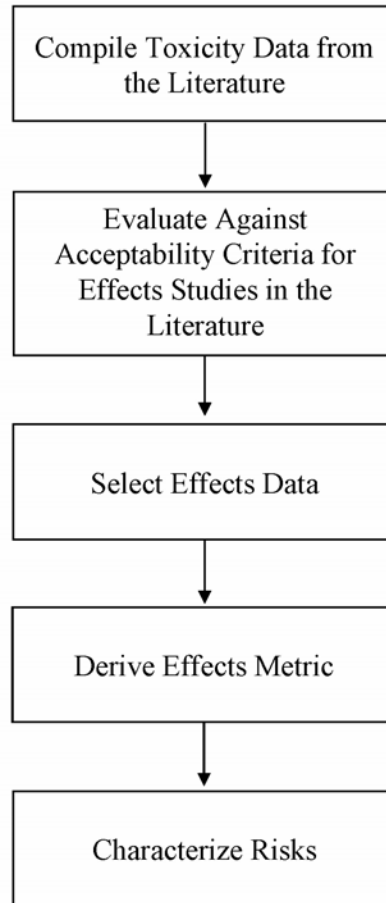 Compile Toxicity Data from
the Literature
Evaluate Against
Acceptability Criteria for
Effects Studies in the
Literature
Select Effects Data
Derive Effects Metric
Characterize Risks